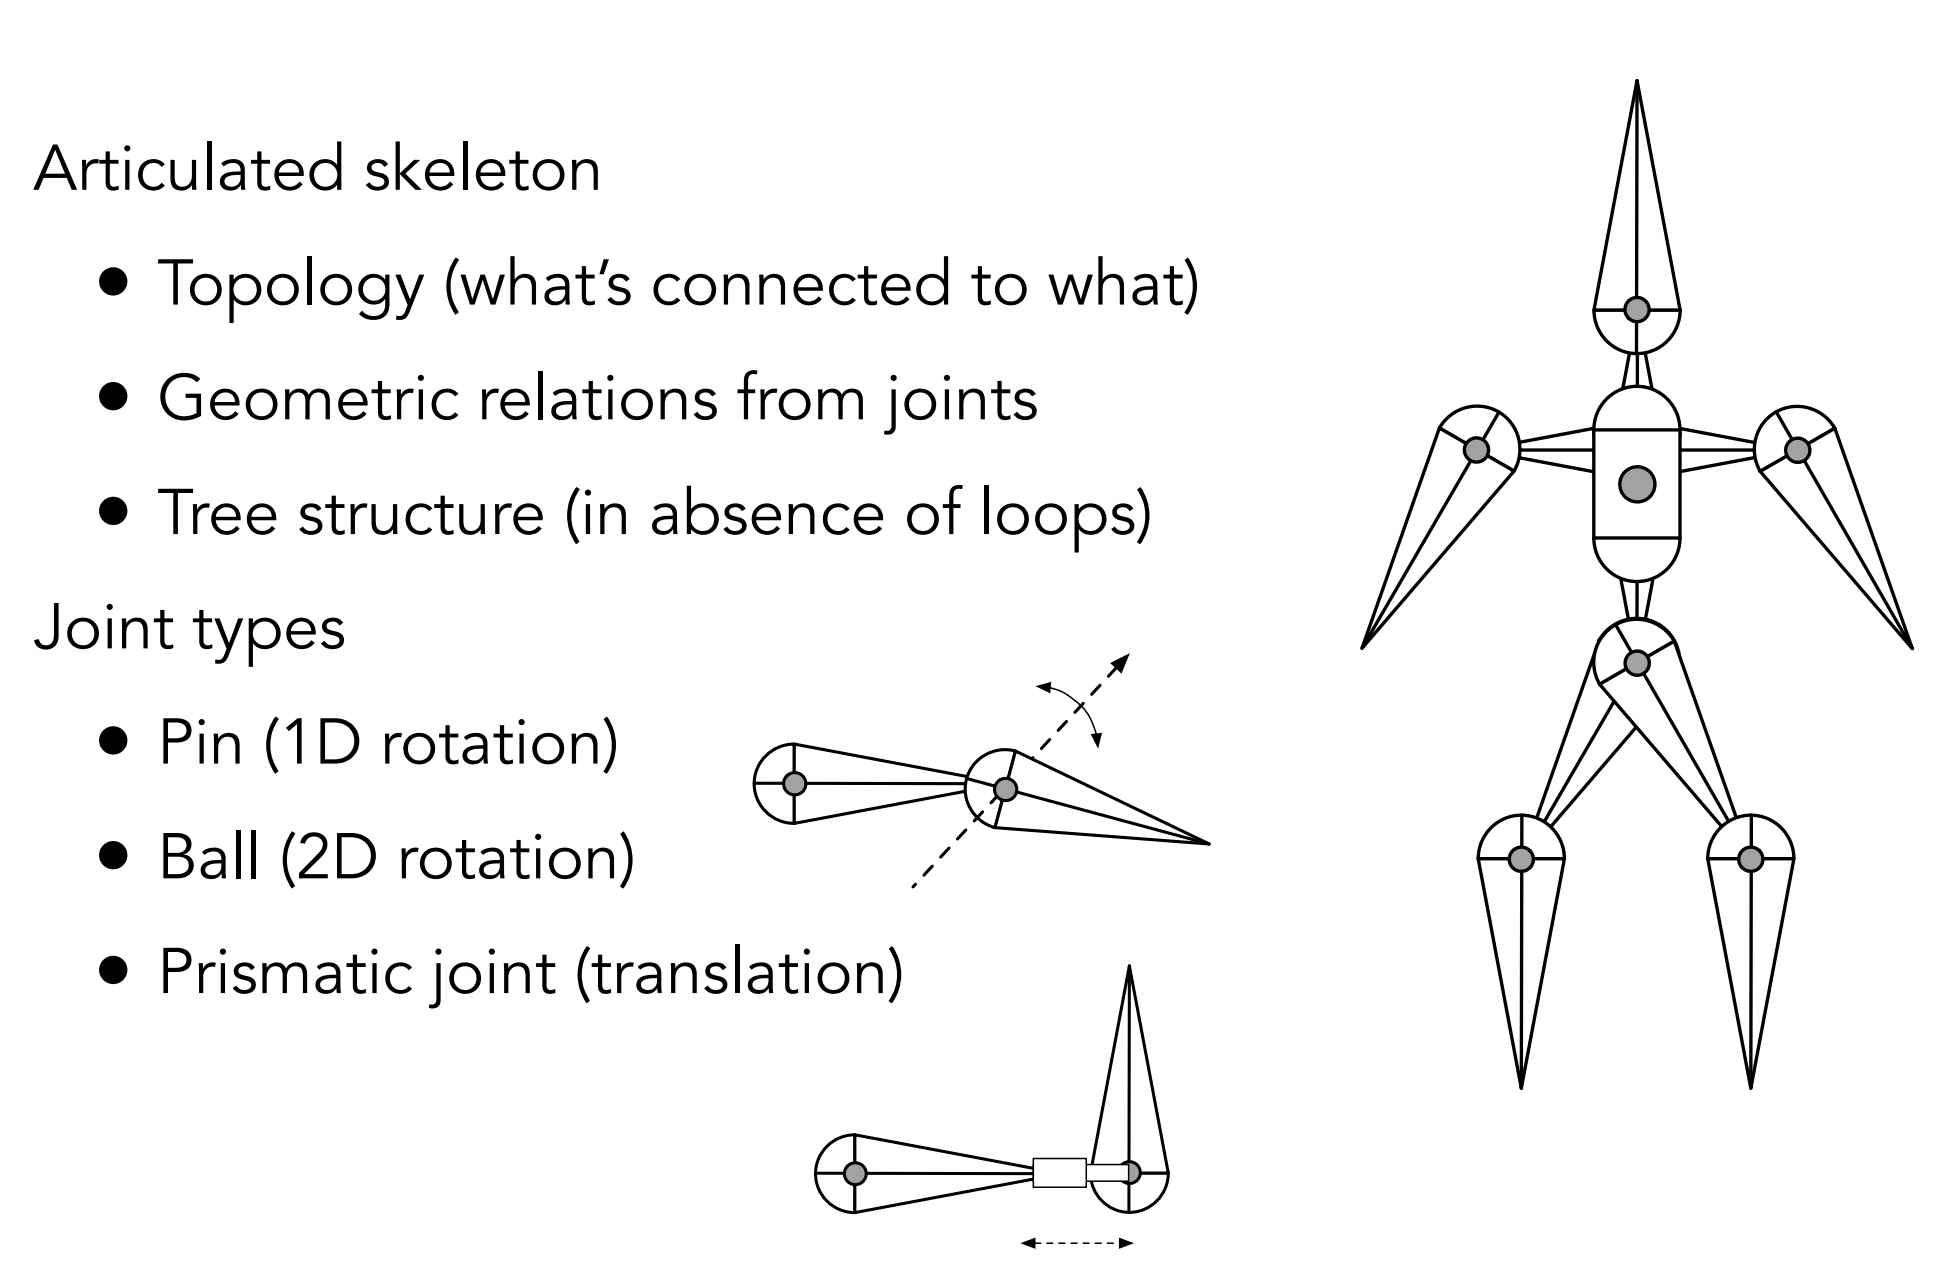 Articulated skeleton
• Topology (what’s connected to what)
• Geometric relations from joints
• Tree structure (in absence of loops)
Joint types
• Pin (1D rotation)
• Ball (2D rotation)
• Prismatic joint (translation)